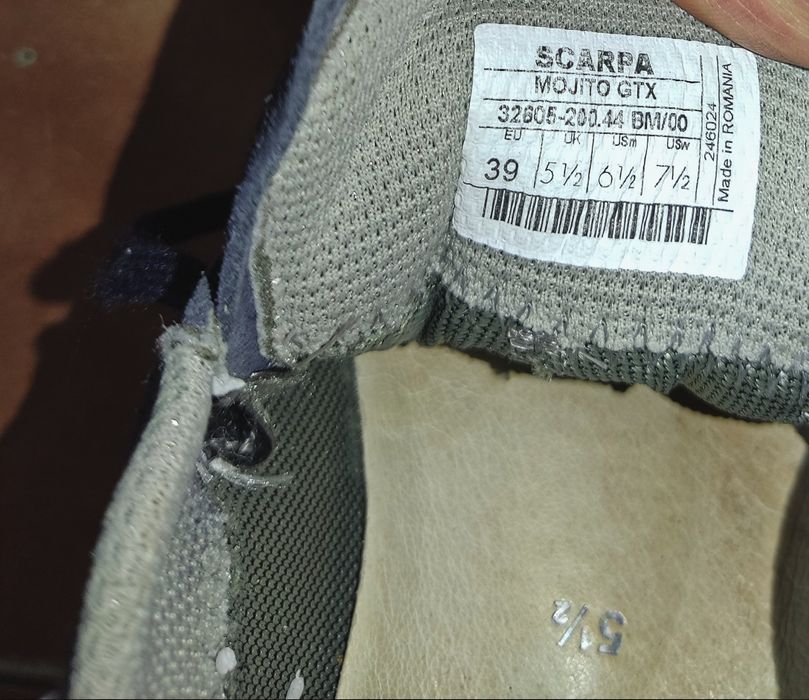 SCARPA
MOJITO GTX
32605-200.44 BM/00
EU UK USm USw
39 5½ 6½ 7½
246024
Made in ROMANIA
5½